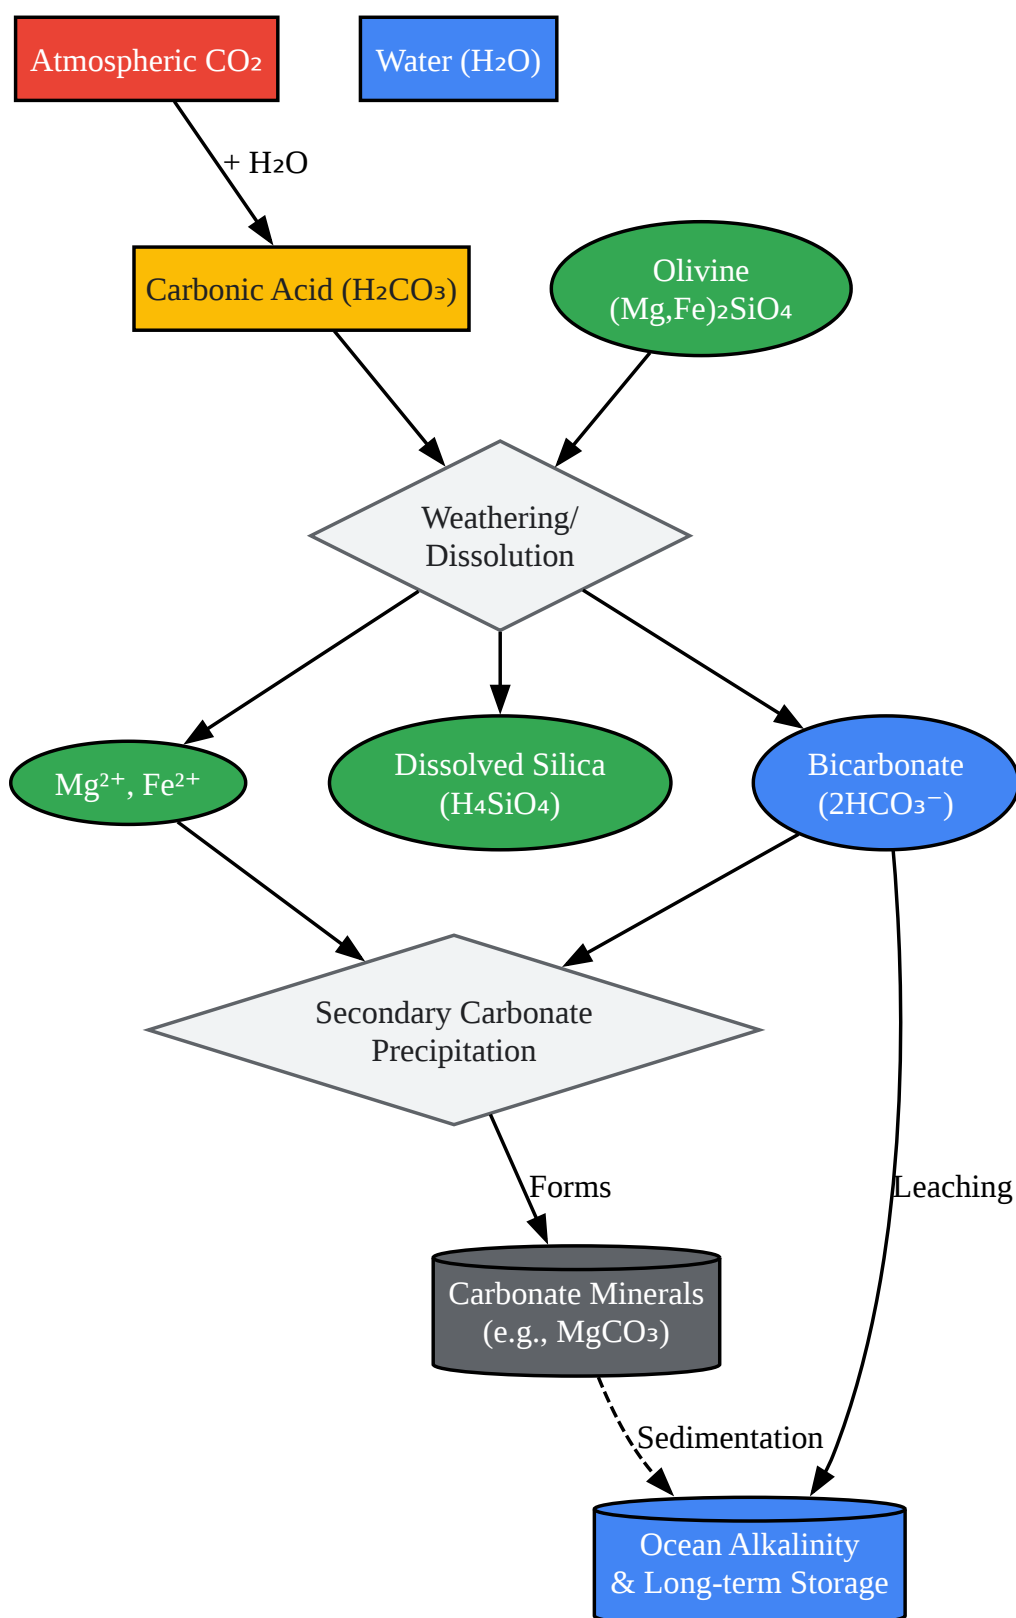 Atmospheric CO₂
Water (H₂O)
+ H₂O
Carbonic Acid (H₂CO₃)
Olivine
(Mg,Fe)₂SiO₄
Weathering/
Dissolution
Mg²⁺, Fe²⁺
Dissolved Silica
(H₄SiO₄)
Bicarbonate
(2HCO₃⁻)
Secondary Carbonate
Precipitation
Forms
Leaching
Carbonate Minerals
(e.g., MgCO₃)
Sedimentation
Ocean Alkalinity
& Long-term Storage